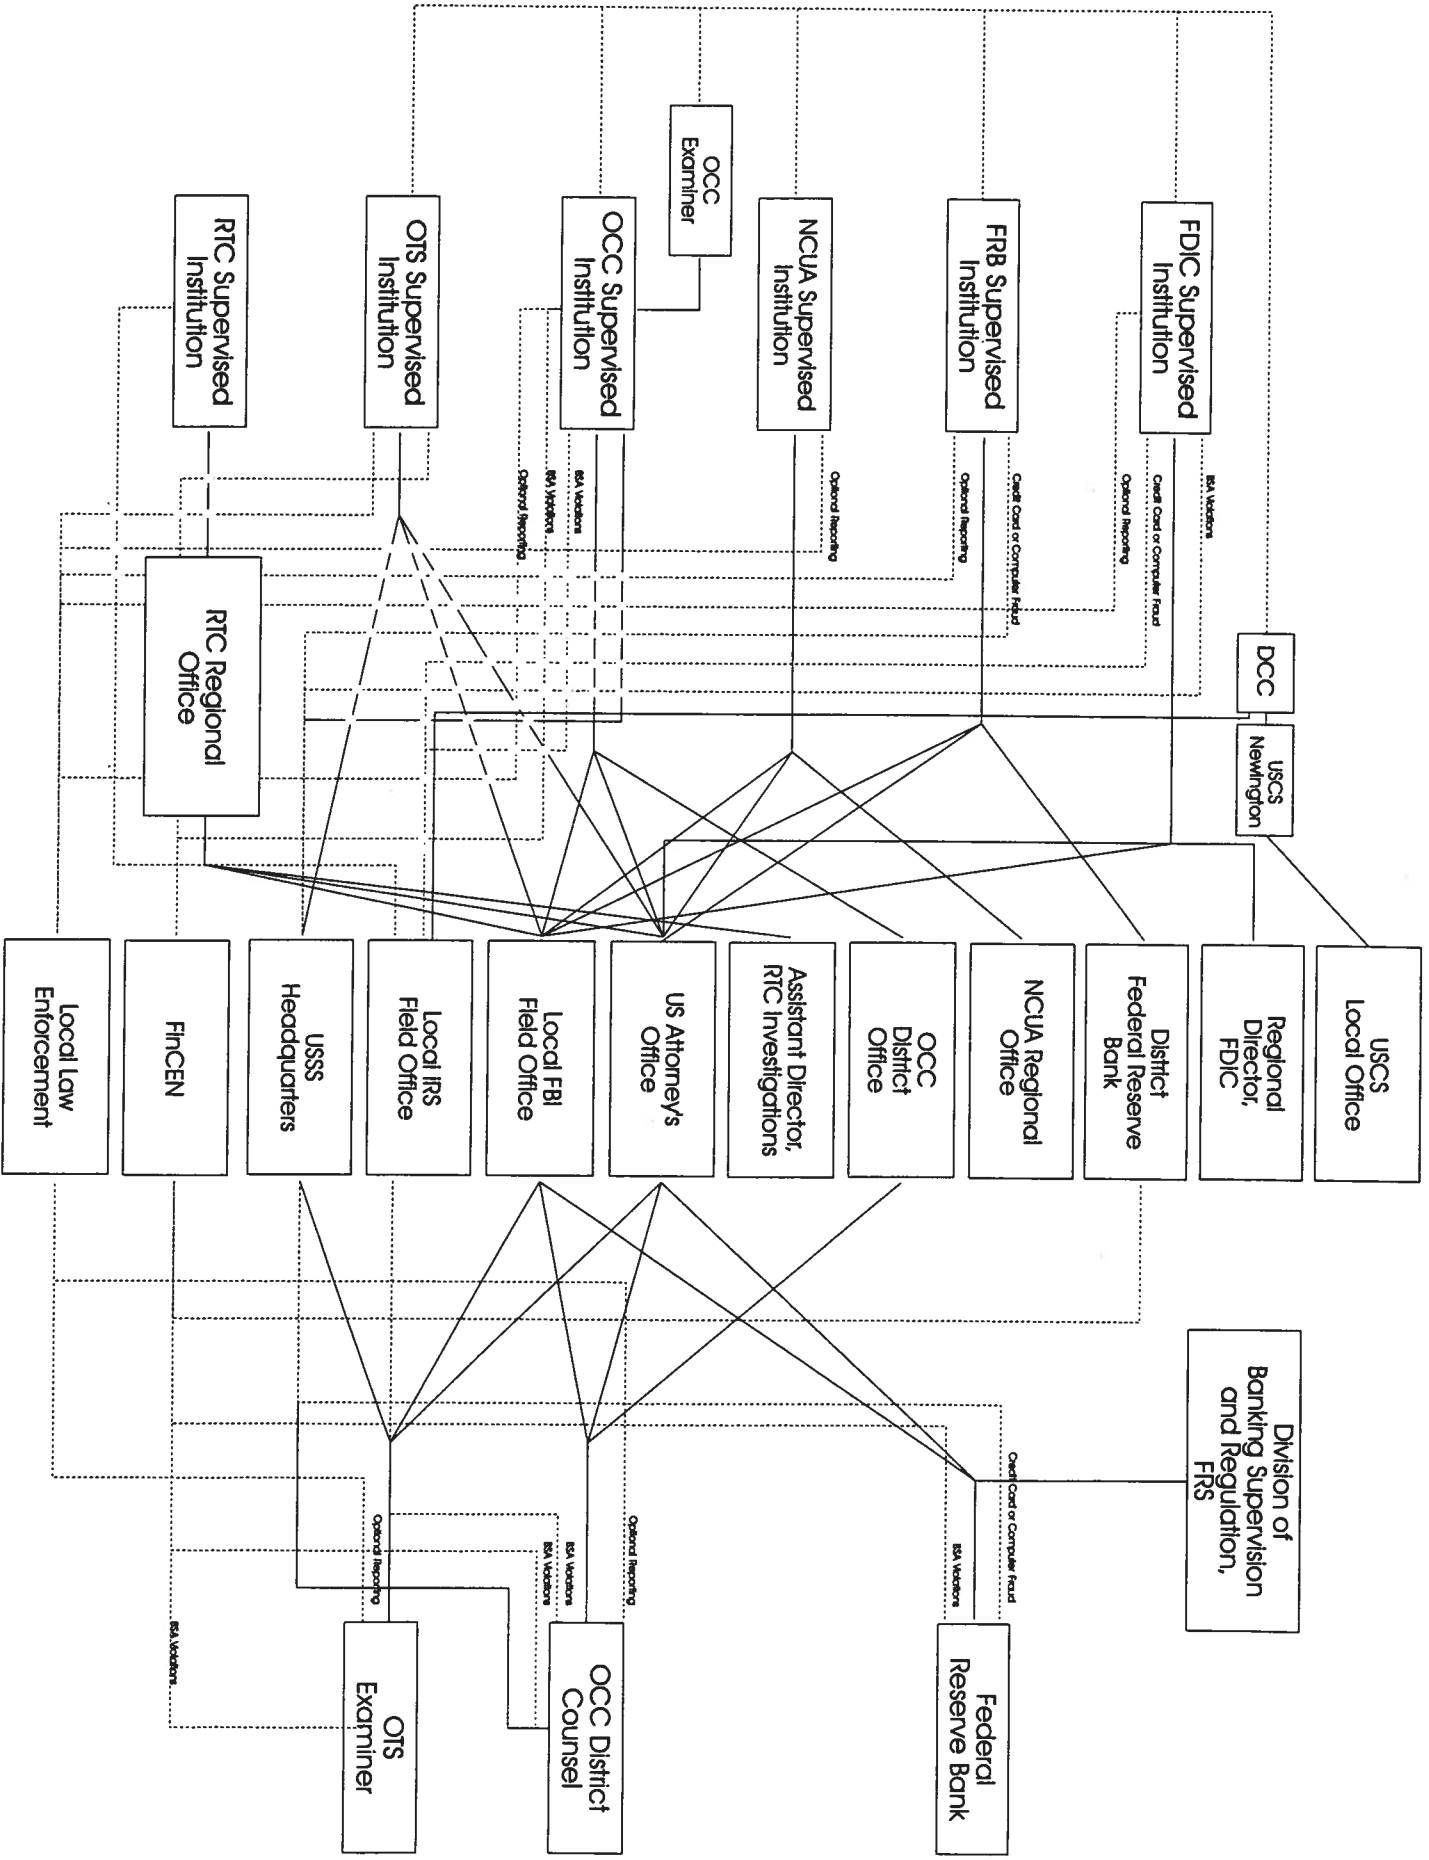 OCC
Examiner
FDIC Supervised
Institution
FRB Supervised
Institution
NCUA Supervised
Institution
OCC Supervised
Institution
OTS Supervised
Institution
RTC Supervised
Institution
BSA Violations
Credit Card or Computer Fraud
Optional Reporting
Credit Card or Computer Fraud
Optional Reporting
Optional Reporting
BSA Violations
BSA Violations
Optional Reporting
DCC
USCS
Newington
RTC Regional
Office
USCS
Local Office
Regional
Director,
FDIC
District
Federal Reserve
Bank
NCUA Regional
Office
OCC
District
Office
Assistant Director,
RTC Investigations
US Attorney's
Office
Local FBI
Field Office
Local IRS
Field Office
USSS
Headquarters
FinCEN
Local Law
Enforcement
Division of
Banking Supervision
and Regulation,
FRS
Credit Card or Computer Fraud
BSA Violations
Optional Reporting
BSA Violations
BSA Violations
Optional Reporting
BSA Violations
Federal
Reserve Bank
OCC District
Counsel
OTS
Examiner